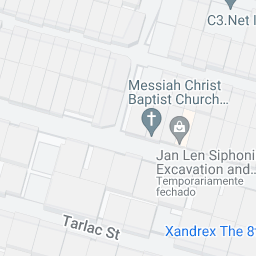 C3.Net I
Messiah Christ
Baptist Church...
Jan Len Siphoni
Excavation and...
Temporariamente
fechado
Tarlac St
Xandrex The 8